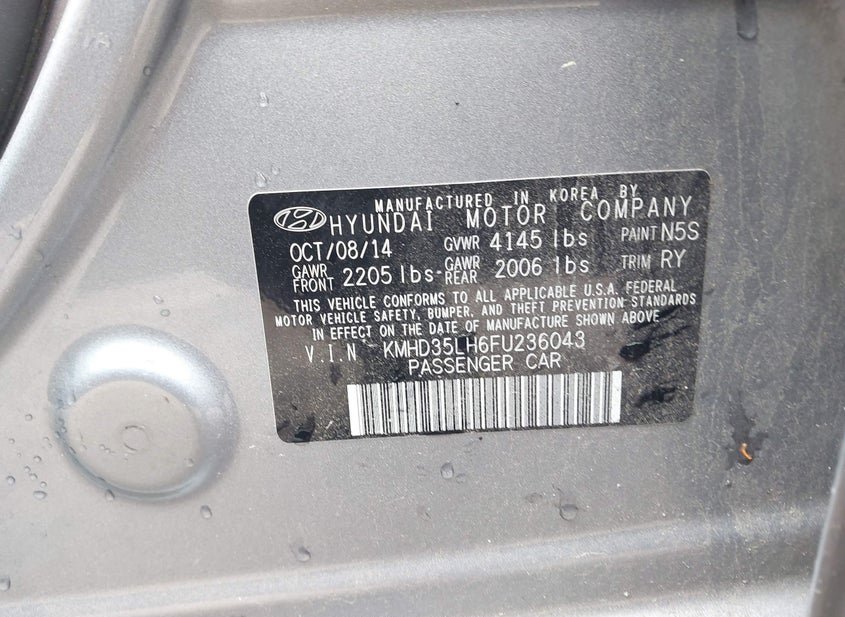 MANUFACTURED IN KOREA BY
HYUNDAI MOTOR COMPANY
OCT/08/14 GVWR 4145 lbs PAINT N5S
GAWR FRONT 2205 lbs- GAWR REAR 2006 lbs TRIM RY
THIS VEHICLE CONFORMS TO ALL APPLICABLE U.S.A. FEDERAL
MOTOR VEHICLE SAFETY, BUMPER, AND THEFT PREVENTION STANDARDS
IN EFFECT ON THE DATE OF MANUFACTURE SHOWN ABOVE
V.I.N KMHD35LH6FU236043
PASSENGER CAR